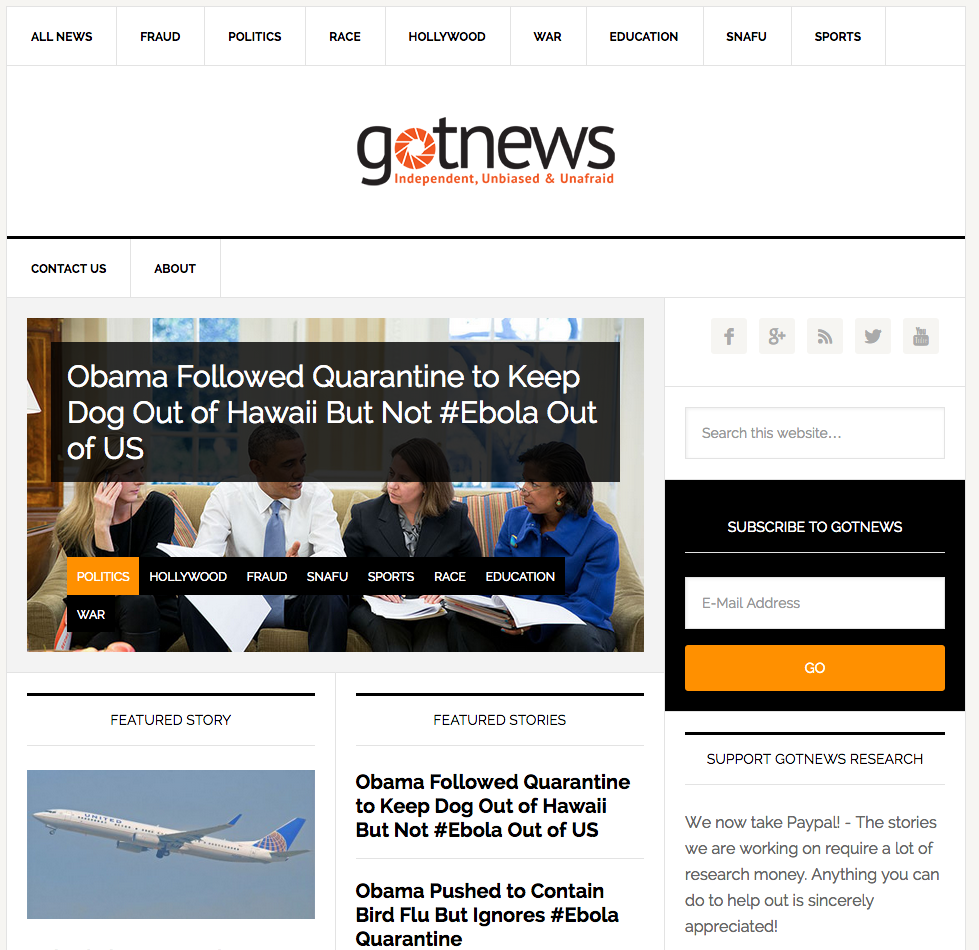 ALL NEWS
FRAUD
POLITICS
RACE
HOLLYWOOD
WAR
EDUCATION
SNAFU
SPORTS
gotnews
Independent, Unbiased & Unafraid
CONTACT US
ABOUT
Obama Followed Quarantine to Keep
Dog Out of Hawaii But Not #Ebola Out
of US
POLITICS
HOLLYWOOD
FRAUD
SNAFU
SPORTS
RACE
EDUCATION
WAR
Search this website...
SUBSCRIBE TO GOTNEWS
E-Mail Address
GO
FEATURED STORY
UNITED
FEATURED STORIES
Obama Followed Quarantine
to Keep Dog Out of Hawaii
But Not #Ebola Out of US
Obama Pushed to Contain
Bird Flu But Ignores #Ebola
Quarantine
SUPPORT GOTNEWS RESEARCH
We now take Paypal! - The stories
we are working on require a lot of
research money. Anything you can
do to help out is sincerely
appreciated!